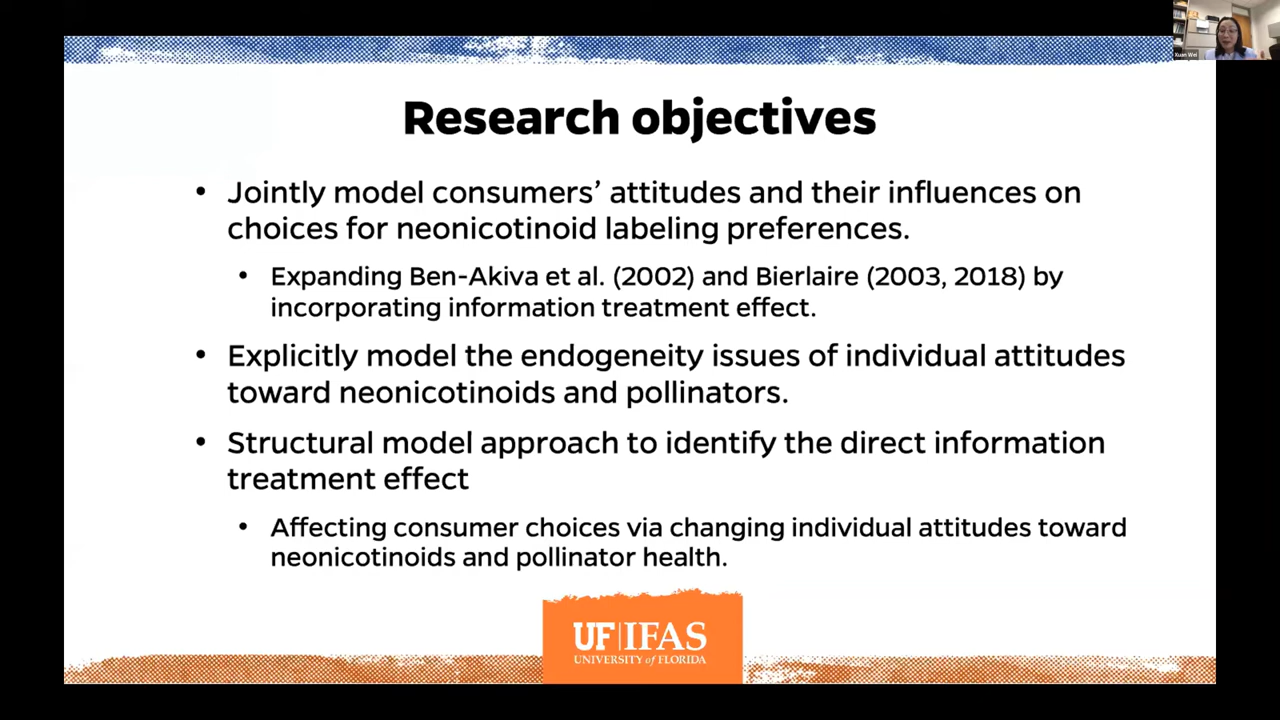 Xuan Wei
Research objectives
• Jointly model consumers’ attitudes and their influences on
choices for neonicotinoid labeling preferences.
• Expanding Ben-Akiva et al. (2002) and Bierlaire (2003, 2018) by
incorporating information treatment effect.
• Explicitly model the endogeneity issues of individual attitudes
toward neonicotinoids and pollinators.
• Structural model approach to identify the direct information
treatment effect
• Affecting consumer choices via changing individual attitudes toward
neonicotinoids and pollinator health.
UF|IFAS
UNIVERSITY of FLORIDA